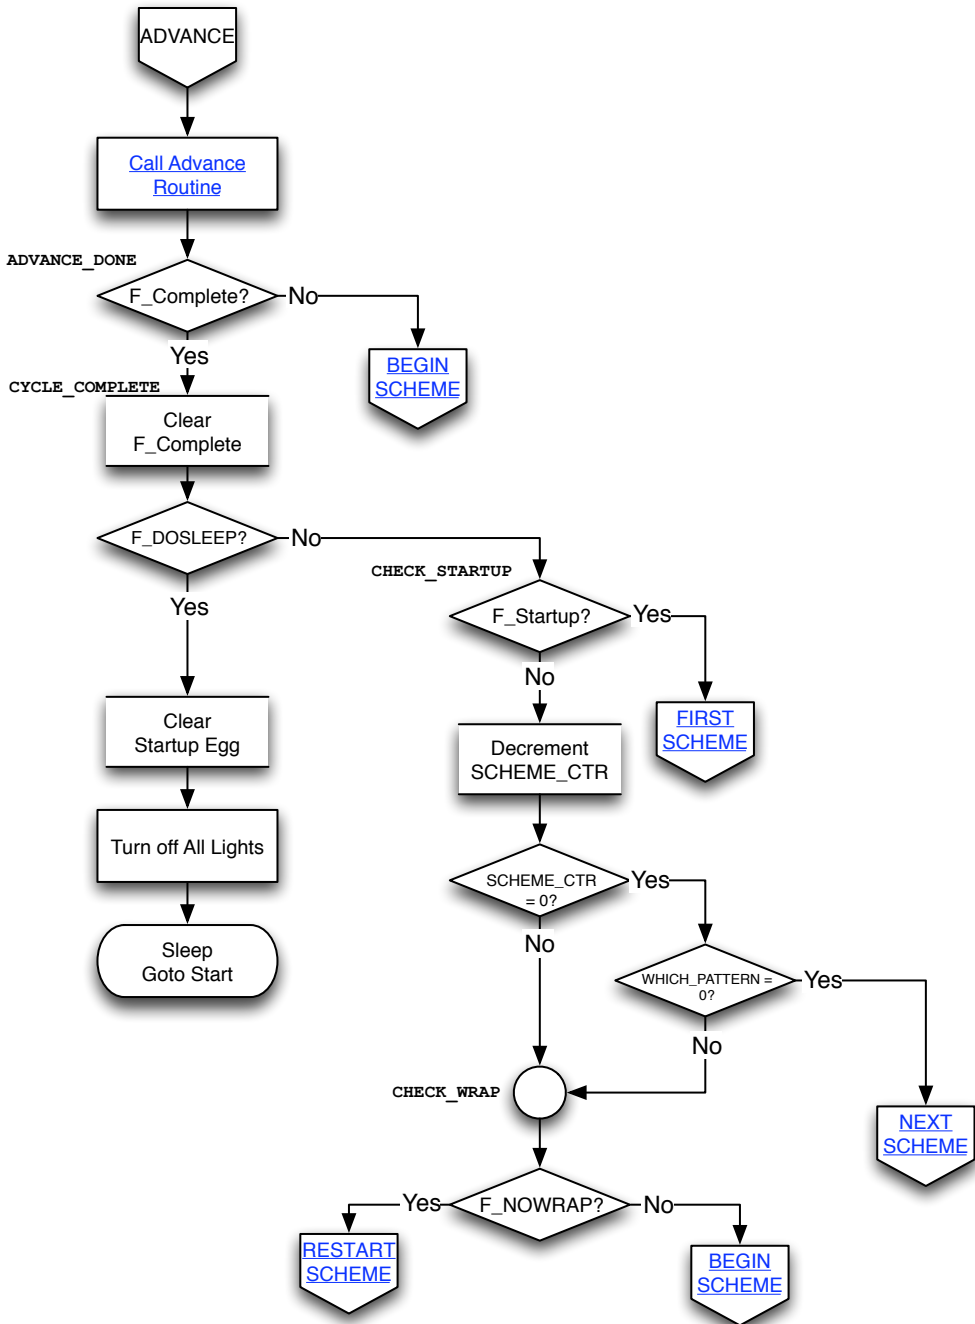 ADVANCE
Call Advance
Routine
ADVANCE_DONE
F_Complete?
No
Yes
BEGIN
SCHEME
CYCLE_COMPLETE
Clear
F_Complete
F_DOSLEEP?
No
CHECK_STARTUP
Yes
F_Startup?
Yes
No
Clear
Startup Egg
FIRST
SCHEME
Decrement
SCHEME_CTR
Turn off All Lights
SCHEME_CTR
= 0?
Yes
No
Sleep
Goto Start
WHICH_PATTERN =
0?
Yes
No
CHECK_WRAP
NEXT
SCHEME
F_NOWRAP?
Yes
No
RESTART
SCHEME
BEGIN
SCHEME